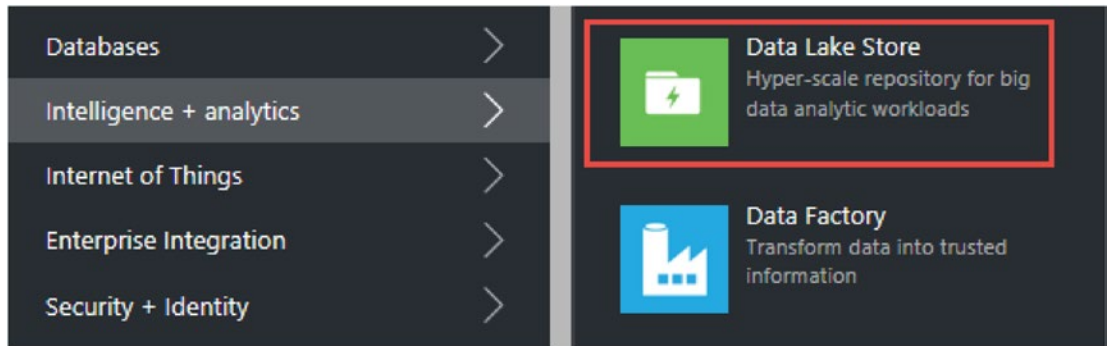 Databases
Intelligence + analytics
Internet of Things
Enterprise Integration
Security + Identity
Data Lake Store
Hyper-scale repository for big
data analytic workloads
Data Factory
Transform data into trusted
information